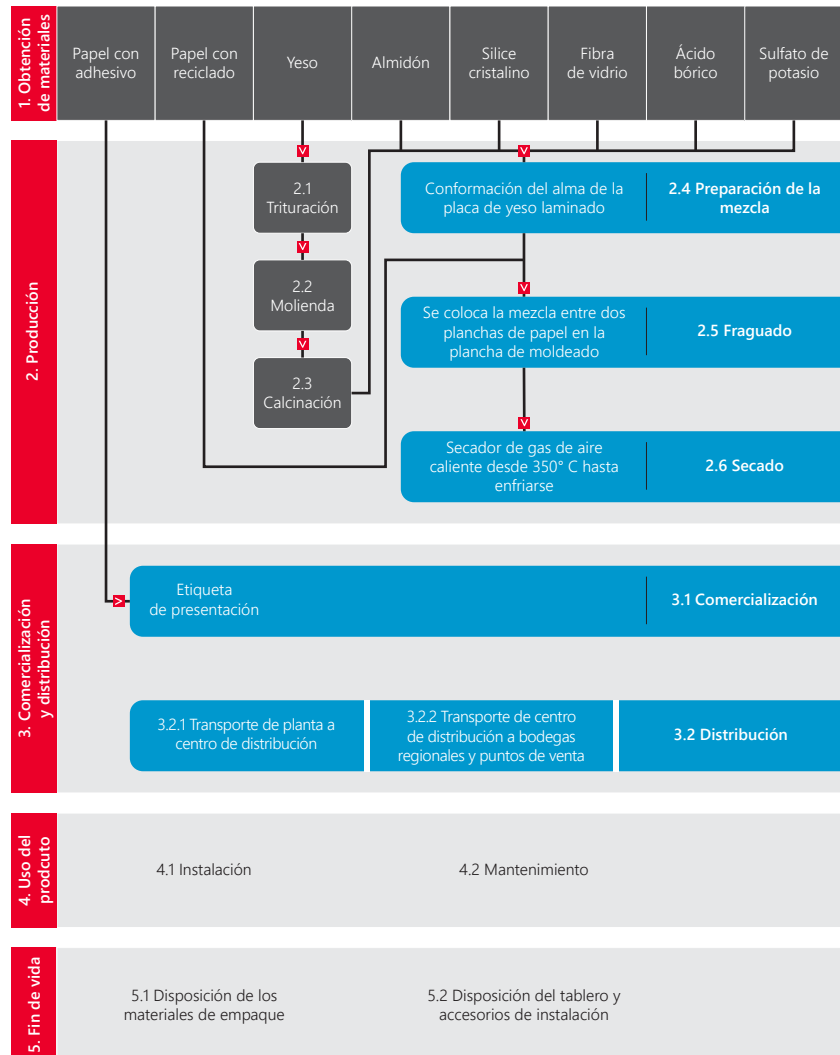 1. Obtención
de materiales
Papel con
adhesivo
Papel con
reciclado
Yeso
Almidón
Silice
cristalino
Fibra
de vidrio
Ácido
bórico
Sulfato de
potasio
2. Producción
2.1
Trituración
2.2
Molienda
2.3
Calcinación
Conformación del alma de la
placa de yeso laminado
2.4 Preparación de la
mezcla
Se coloca la mezcla entre dos
planchas de papel en la
plancha de moldeado
2.5 Fraguado
Secador de gas de aire
caliente desde 350° C hasta
enfriarse
2.6 Secado
3. Comercialización
y distribución
Etiqueta
de presentación
3.1 Comercialización
3.2.1 Transporte de planta a
centro de distribución
3.2.2 Transporte de centro
de distribución a bodegas
regionales y puntos de venta
3.2 Distribución
4. Uso del
prodcuto
4.1 Instalación
4.2 Mantenimiento
5. Fin de vida
5.1 Disposición de los
materiales de empaque
5.2 Disposición del tablero y
accesorios de instalación